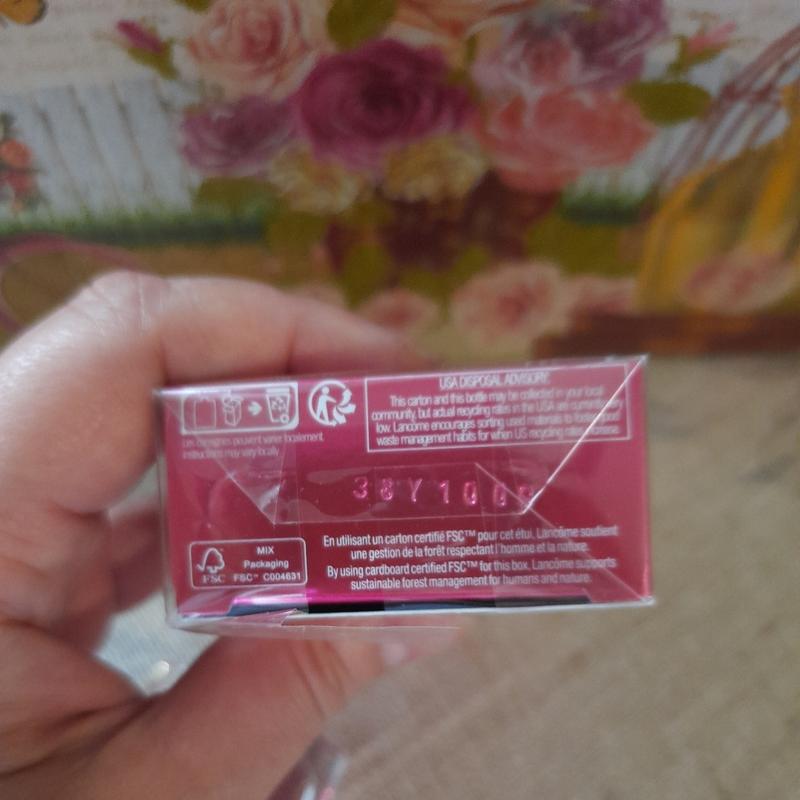 USA DISPOSAL ADVISORY:
This carton and this bottle may be collected in your local
community, but actual recycling rates in the USA are currently
low. Lancôme encourages sorting used materials to support
waste management habits for when US recycling rates increase.
Les consignes peuvent varier localement.
Instructions may vary locally.
38Y100
MIX
Packaging
FSC™ C004631
FSC
En utilisant un carton certifié FSC™ pour cet étui, Lancôme soutient
une gestion de la forêt respectant l'homme et la nature.
By using cardboard certified FSC™ for this box, Lancôme supports
sustainable forest management for humans and nature.